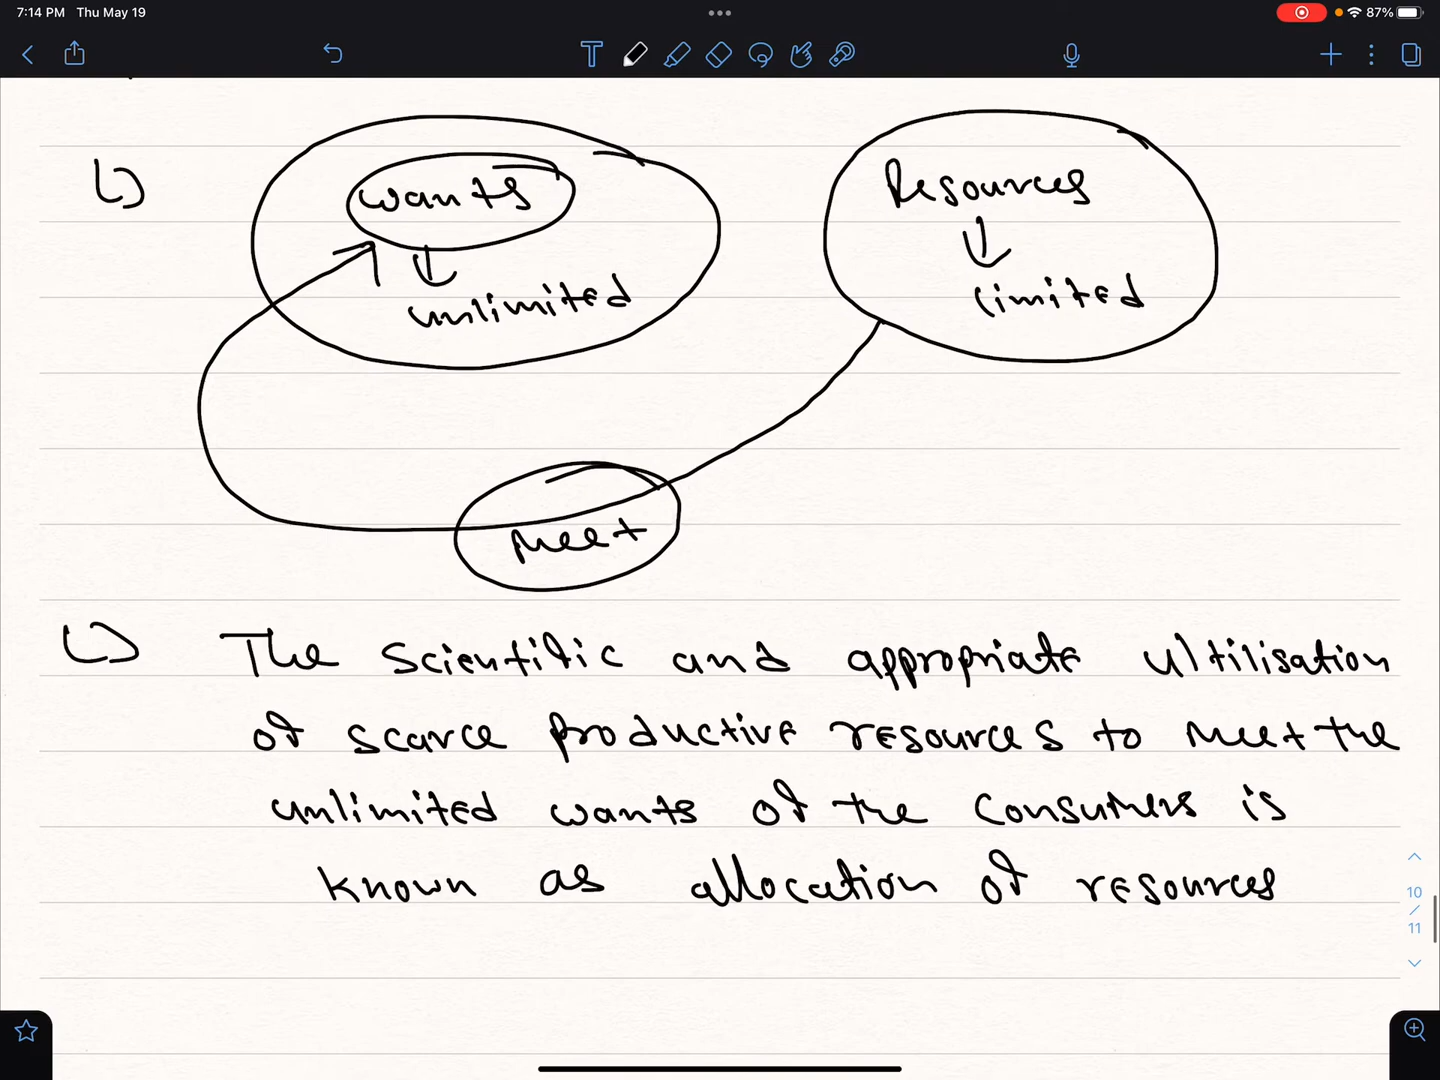 7:14 PM Thu May 19
87%
wants
unlimited
Resources
limited
Meet
The scientific and appropriate ultilisation
of scarce productive resources to Meet the
unlimited wants of the consumers is
known as allocation of resources
10
/
11